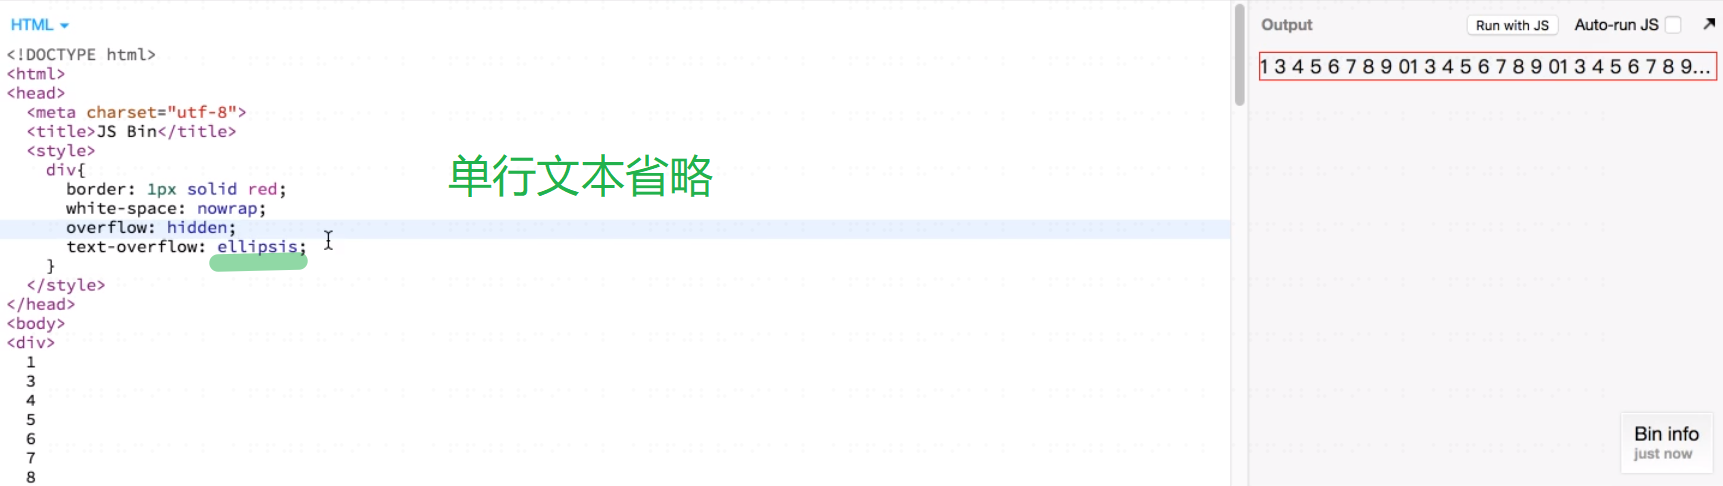 HTML
<!DOCTYPE html>
<html>
<head>
<meta charset="utf-8">
<title>JS Bin</title>
<style>
div{
border: 1px solid red;
white-space: nowrap;
overflow: hidden;
text-overflow: ellipsis;
}
</style>
</head>
<body>
<div>
1
3
4
5
6
7
8
单行文本省略
Output
Run with JS
Auto-run JS
1 3 4 5 6 7 8 9 01 3 4 5 6 7 8 9 01 3 4 5 6 7 8 9...
Bin info
just now